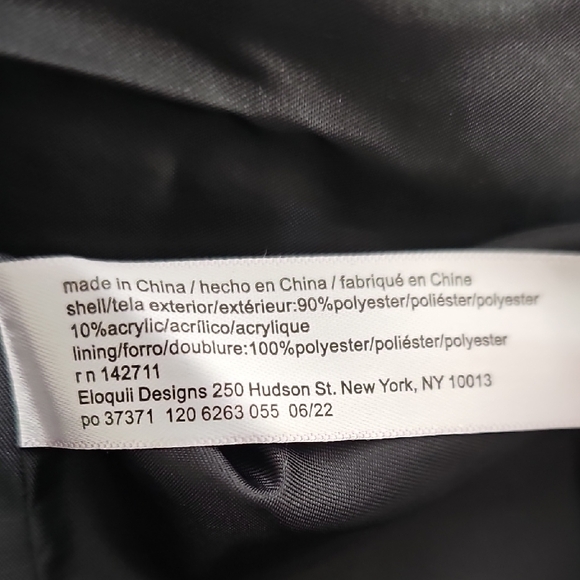 made in China / hecho en China / fabriqué en Chine
shell/tela exterior/extérieur:90%polyester/poliéster/polyester
10%acrylic/acrílico/acrylique
lining/forro/doublure:100%polyester/poliéster/polyester
rn 142711
Eloquii Designs 250 Hudson St. New York, NY 10013
po 37371 120 6263 055 06/22